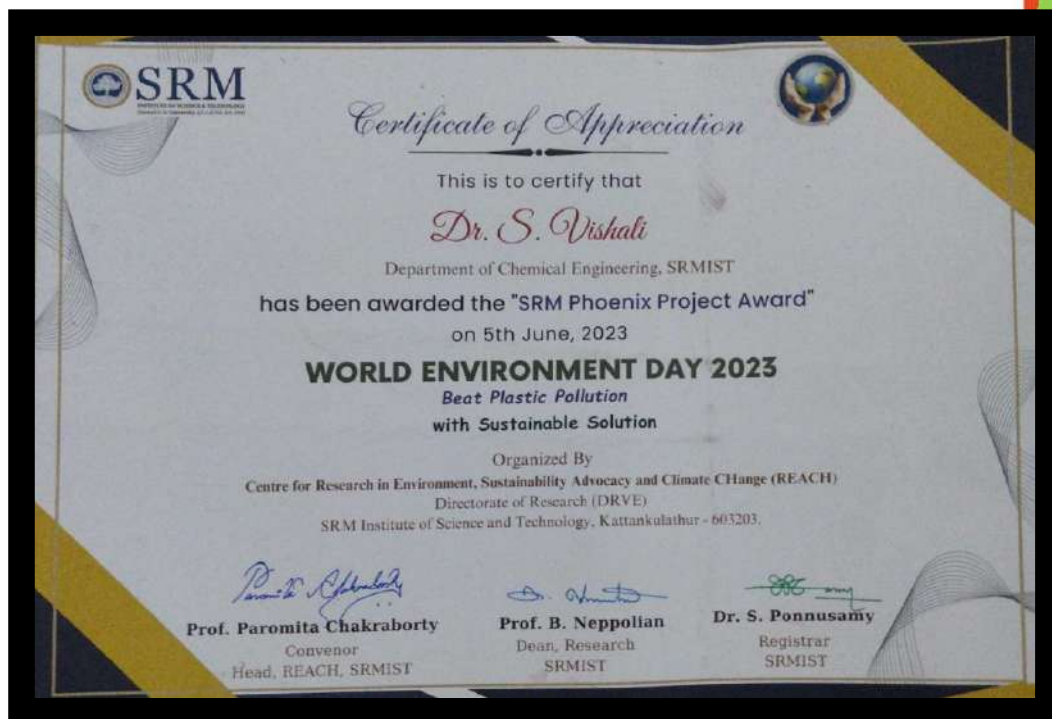 SRM
INSTITUTE OF SCIENCE & TECHNOLOGY
Certificate of Appreciation
This is to certify that
Dr. S. Vishali
Department of Chemical Engineering, SRMIST
has been awarded the "SRM Phoenix Project Award"
on 5th June, 2023
WORLD ENVIRONMENT DAY 2023
Beat Plastic Pollution
with Sustainable Solution
Organized By
Centre for Research in Environment, Sustainability Advocacy and Climate CHange (REACH)
Directorate of Research (DRVE)
SRM Institute of Science and Technology, Kattankulathur - 603203.
Prof. Paromita Chakraborty
Convenor
Head, REACH, SRMIST
Prof. B. Neppolian
Dean, Research
SRMIST
Dr. S. Ponnusamy
Registrar
SRMIST